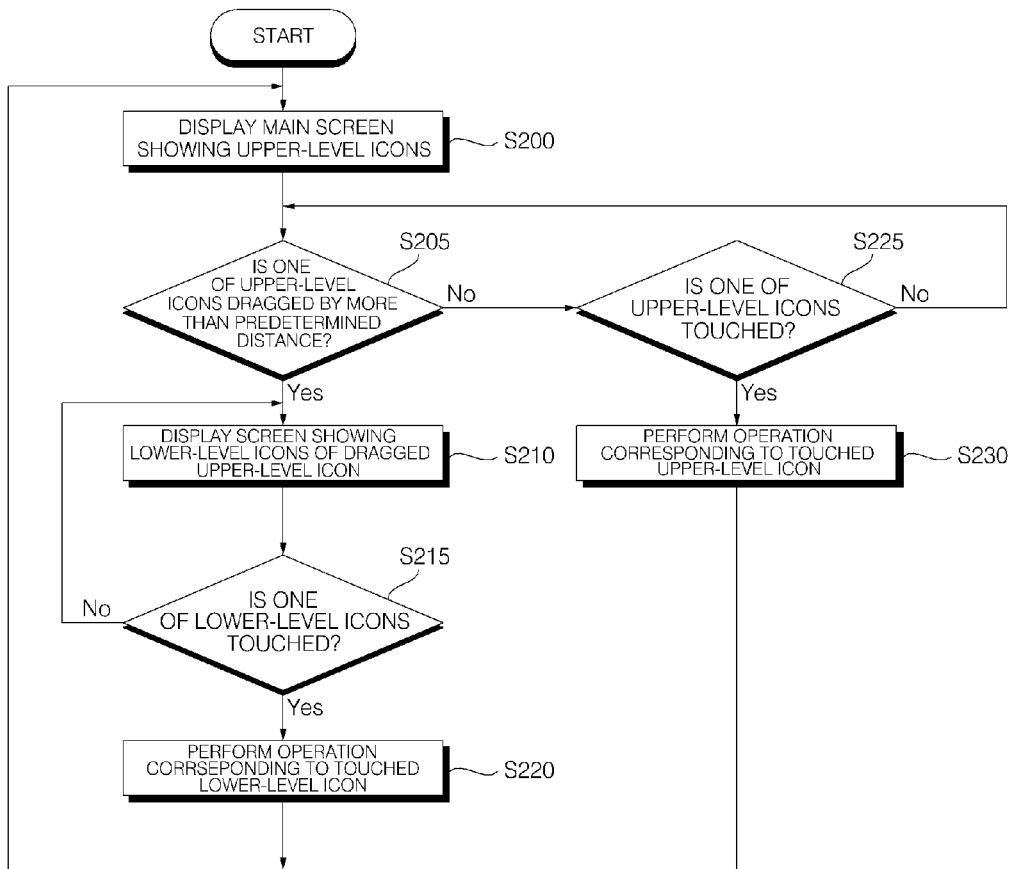 START
DISPLAY MAIN SCREEN
SHOWING UPPER-LEVEL ICONS
S200
S205
IS ONE
OF UPPER-LEVEL
ICONS DRAGGED BY MORE
THAN PREDETERMINED
DISTANCE?
No
Yes
S225
IS ONE OF
UPPER-LEVEL ICONS
TOUCHED?
No
Yes
DISPLAY SCREEN SHOWING
LOWER-LEVEL ICONS OF DRAGGED
UPPER-LEVEL ICON
S210
PERFORM OPERATION
CORRESPONDING TO TOUCHED
UPPER-LEVEL ICON
S230
S215
IS ONE
OF LOWER-LEVEL ICONS
TOUCHED?
No
Yes
PERFORM OPERATION
CORRSEPONDING TO TOUCHED
LOWER-LEVEL ICON
S220